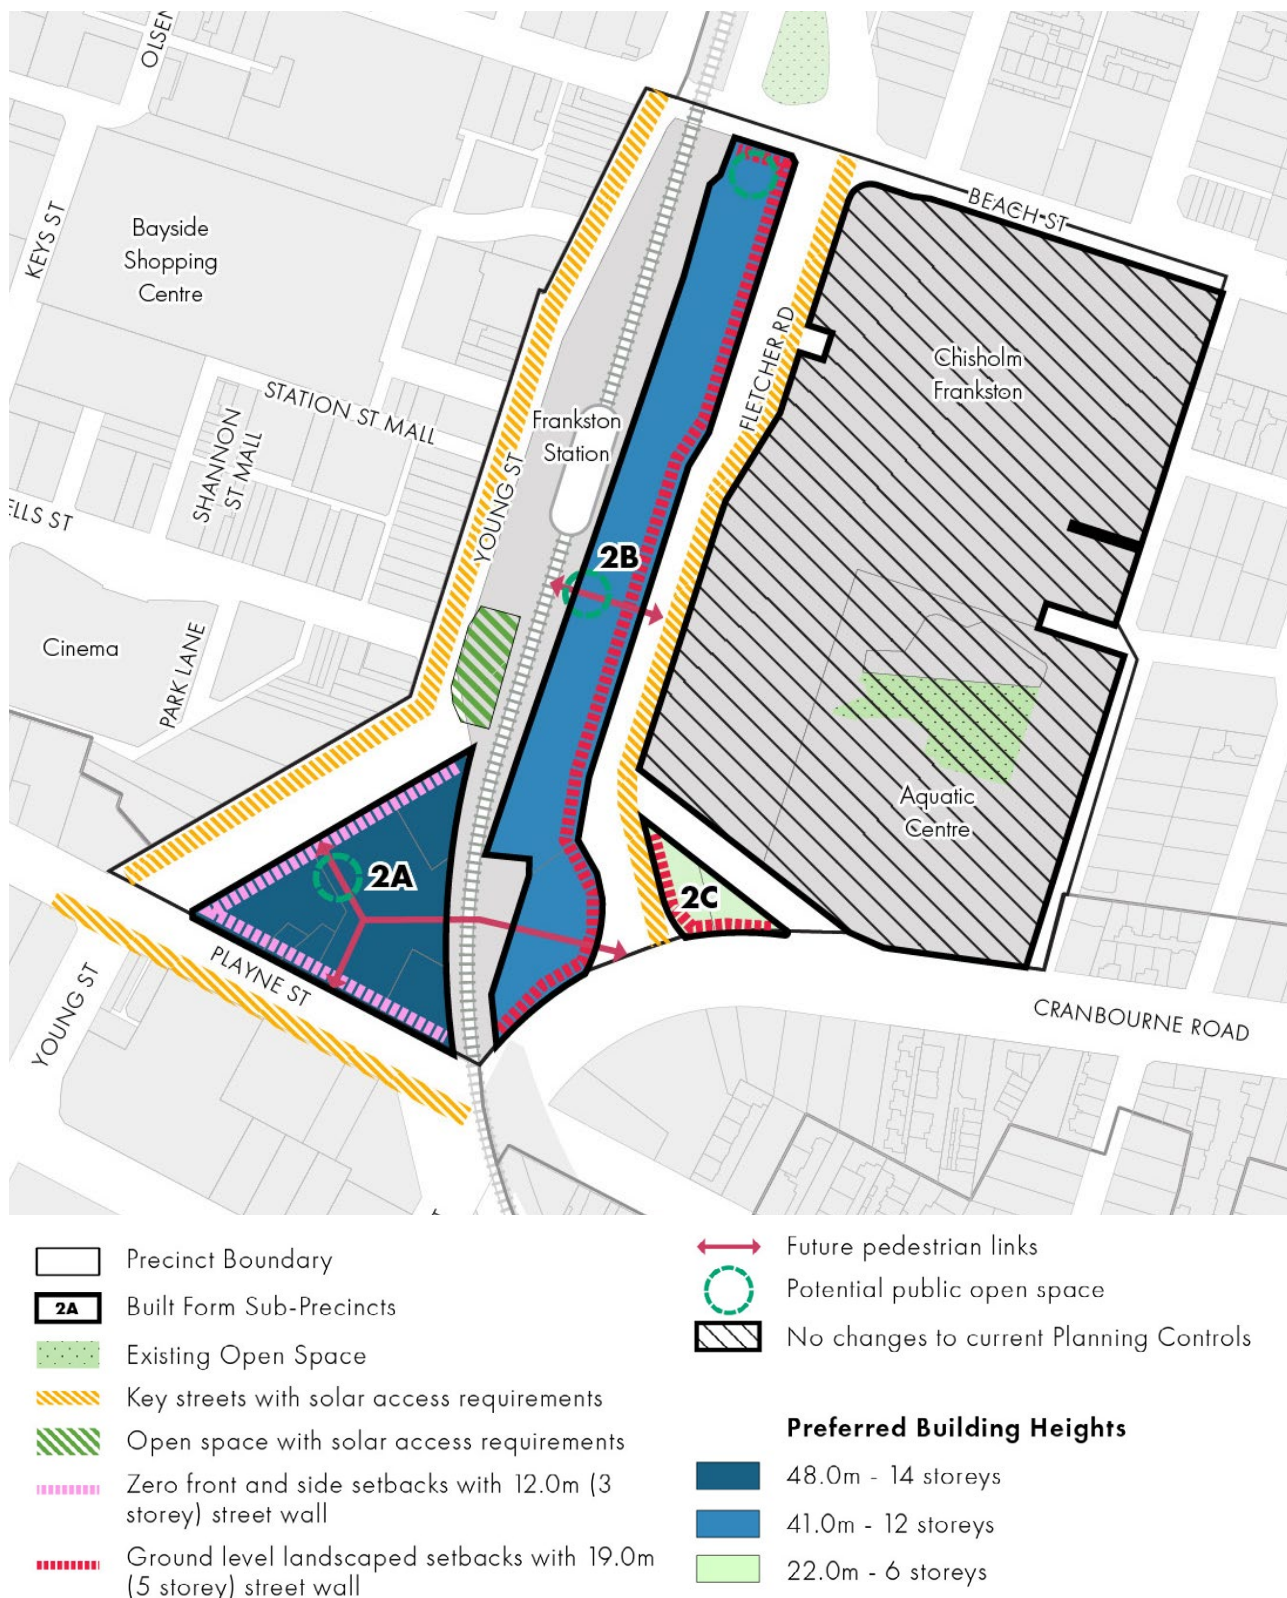 OLSEN
KEYS ST
Bayside
Shopping
Centre
BEACH ST
FLETCHER RD
Chisholm
Frankston
STATION ST MALL
SHANNON
ST MALL
Frankston
Station
YOUNG ST
ELLS ST
2B
Cinema
PARK LANE
Aquatic
Centre
2A
2C
PLAYNE ST
YOUNG ST
CRANBOURNE ROAD
Precinct Boundary
2A
Built Form Sub-Precincts
Existing Open Space
Key streets with solar access requirements
Open space with solar access requirements
Zero front and side setbacks with 12.0m (3
storey) street wall
Ground level landscaped setbacks with 19.0m
(5 storey) street wall
Future pedestrian links
Potential public open space
No changes to current Planning Controls
Preferred Building Heights
48.0m - 14 storeys
41.0m - 12 storeys
22.0m - 6 storeys